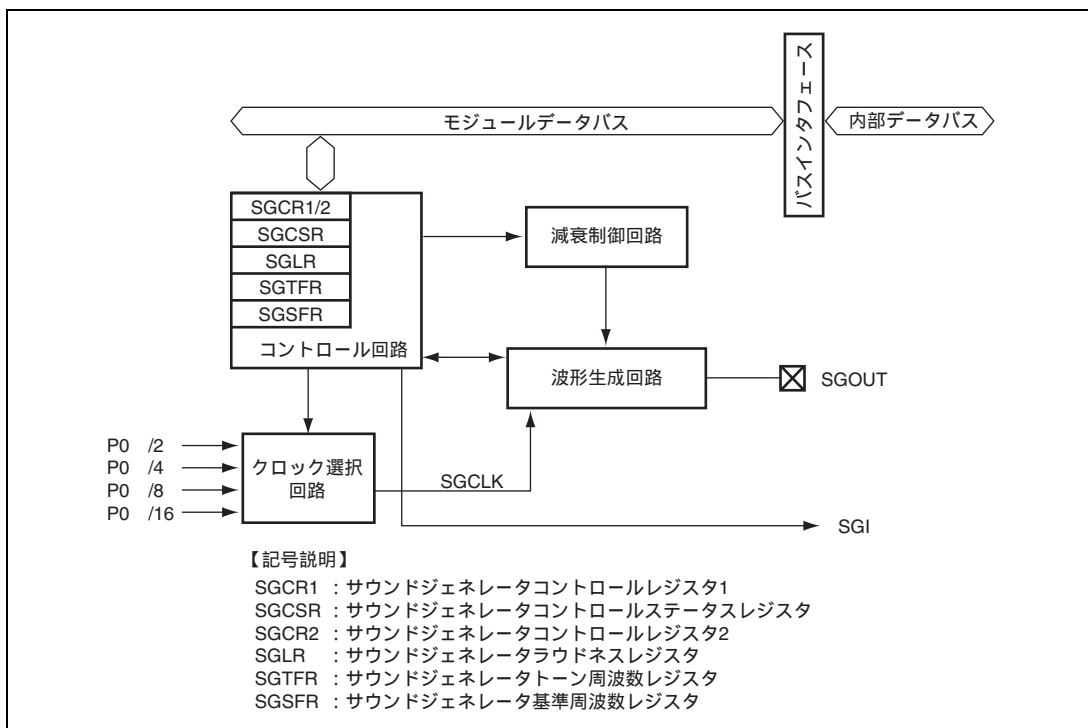 バスインタフェース
モジュールデータバス
内部データバス
SGCR1/2
SGCSR
SGLR
SGTFR
SGSFR
コントロール回路
減衰制御回路
波形生成回路
SGOUT
P0 /2
P0 /4
P0 /8
P0 /16
クロック選択
回路
SGCLK
SGI
【記号説明】
SGCR1 : サウンドジェネレータコントロールレジスタ1
SGCSR : サウンドジェネレータコントロールステータスレジスタ
SGCR2 : サウンドジェネレータコントロールレジスタ2
SGLR : サウンドジェネレータラウドネスレジスタ
SGTFR : サウンドジェネレータトーン周波数レジスタ
SGSFR : サウンドジェネレータ基準周波数レジスタ